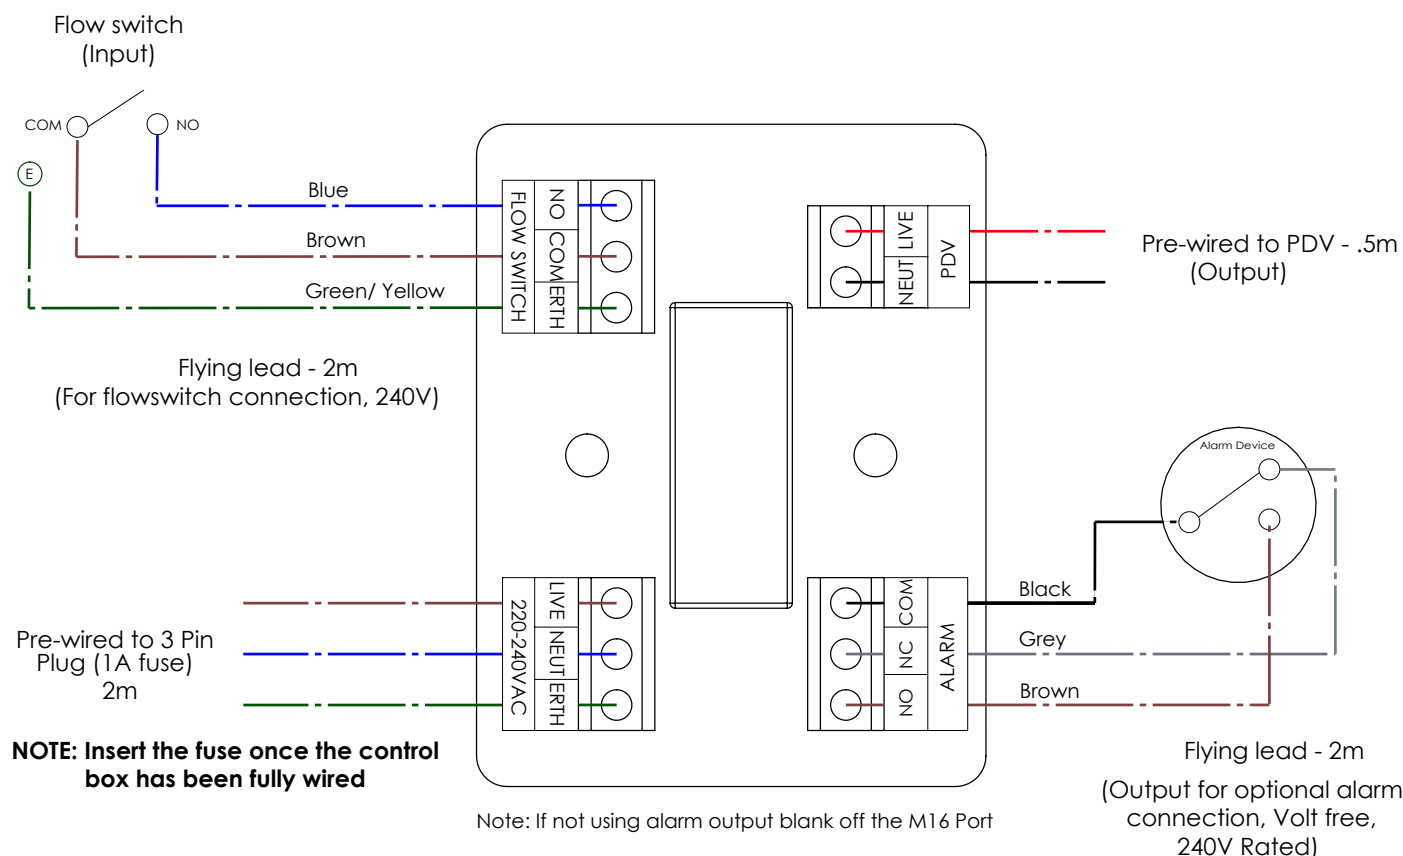 Flow switch
(Input)
COM
NO
E
Blue
Brown
Green/ Yellow
FLOW SWITCH
NO
COM
ERTH
Flying lead - 2m
(For flowswitch connection, 240V)
LIVE
NEUT
PDV
Pre-wired to PDV - .5m
(Output)
Alarm Device
Pre-wired to 3 Pin
Plug (1A fuse)
2m
220-240VAC
LIVE
NEUT
ERTH
COM
NC
NO
ALARM
Black
Grey
Brown
NOTE: Insert the fuse once the control
box has been fully wired
Flying lead - 2m
(Output for optional alarm
connection, Volt free,
240V Rated)
Note: If not using alarm output blank off the M16 Port